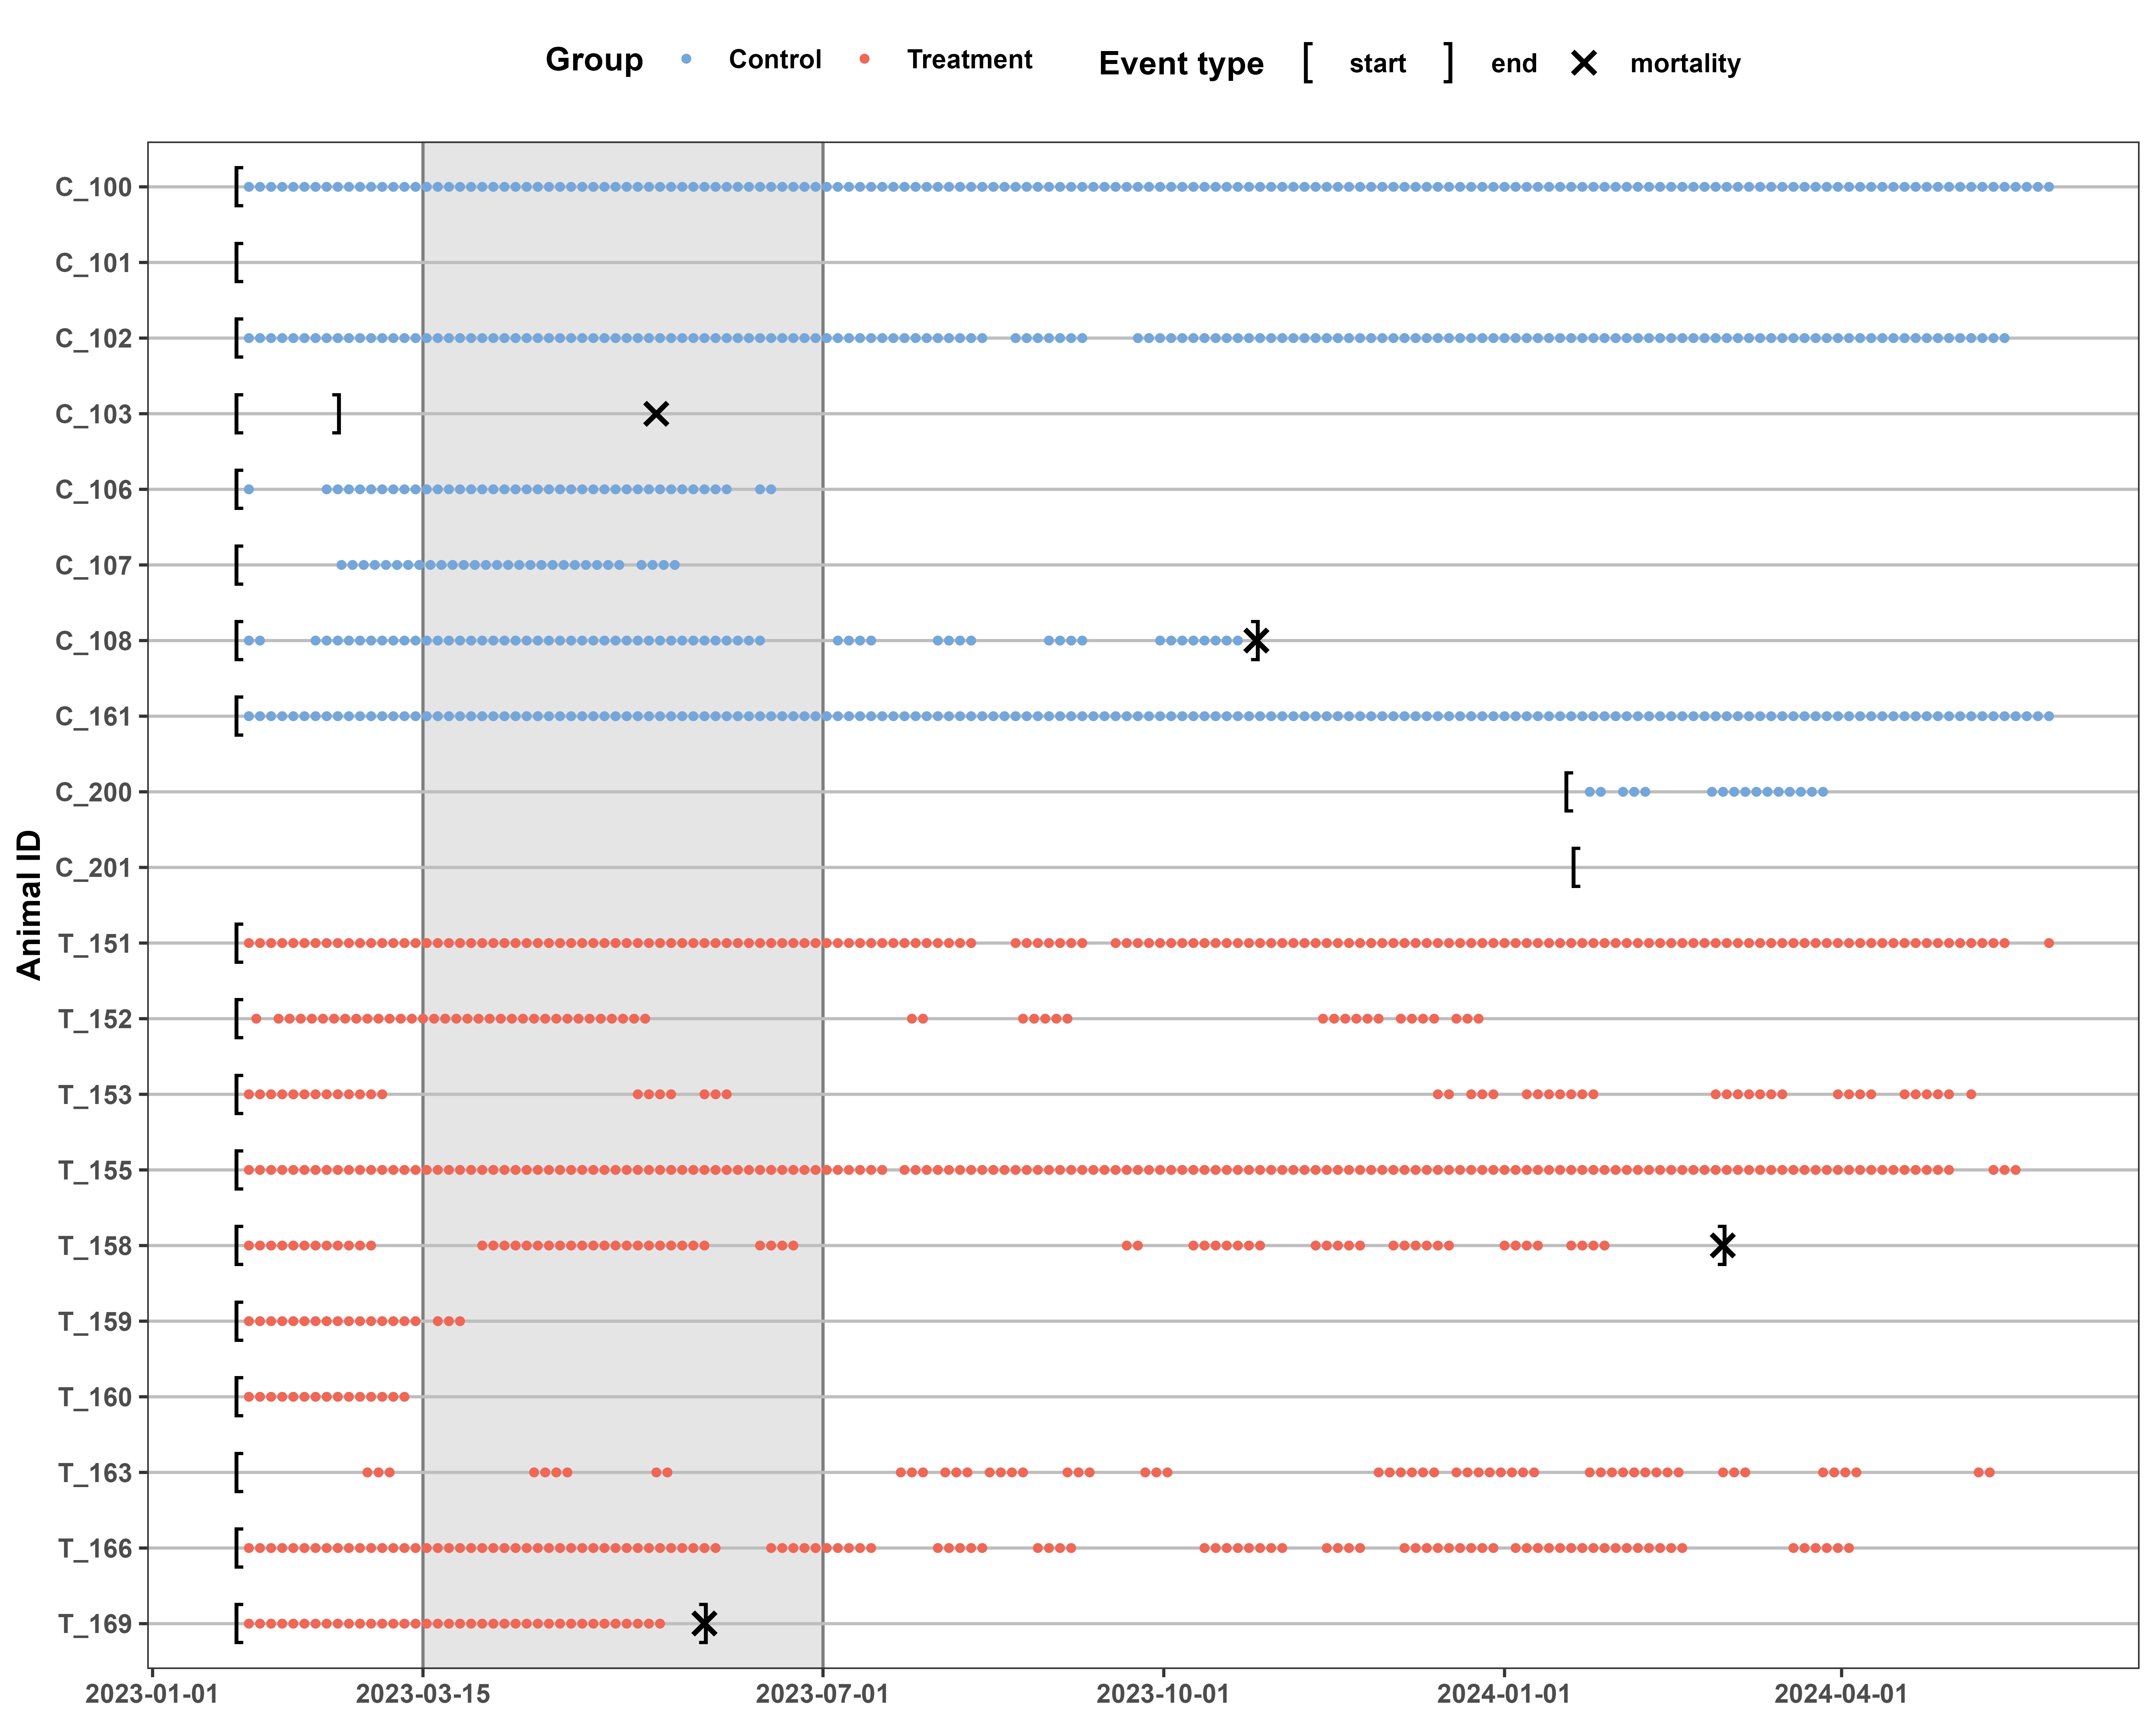 Group Control Treatment Event type [ start ] end × mortality
Animal ID
C_100
C_101
C_102
C_103
C_106
C_107
C_108
C_161
C_200
C_201
T_151
T_152
T_153
T_155
T_158
T_159
T_160
T_163
T_166
T_169
2023-01-01 2023-03-15 2023-07-01 2023-10-01 2024-01-01 2024-04-01